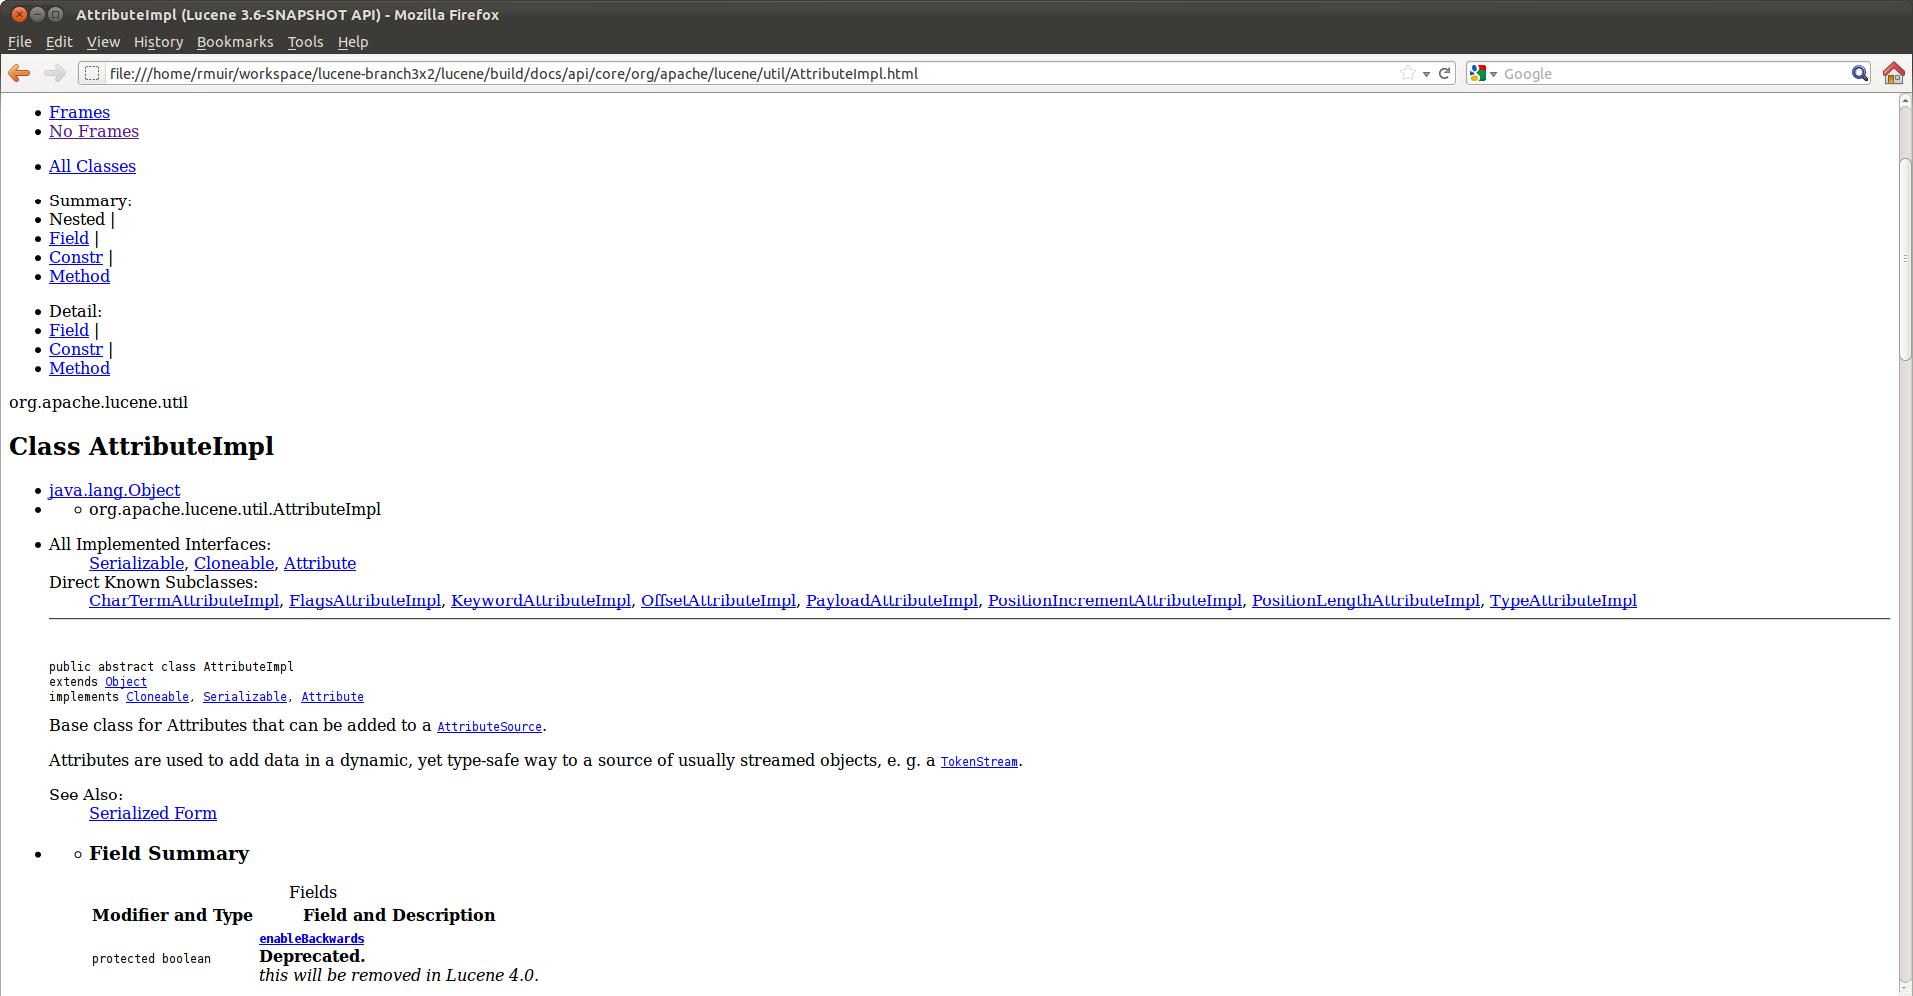 AttributeImpl (Lucene 3.6-SNAPSHOT API) - Mozilla Firefox
File Edit View History Bookmarks Tools Help
file:///home/rmuir/workspace/lucene-branch3x2/lucene/build/docs/api/core/org/apache/lucene/util/AttributeImpl.html Google
Frames
No Frames
All Classes
Summary:
Nested |
Field |
Constr |
Method
Detail:
Field |
Constr |
Method
org.apache.lucene.util
Class AttributeImpl
java.lang.Object
org.apache.lucene.util.AttributeImpl
All Implemented Interfaces:
Serializable, Cloneable, Attribute
Direct Known Subclasses:
CharTermAttributeImpl, FlagsAttributeImpl, KeywordAttributeImpl, OffsetAttributeImpl, PayloadAttributeImpl, PositionIncrementAttributeImpl, PositionLengthAttributeImpl, TypeAttributeImpl
public abstract class AttributeImpl
extends Object
implements Cloneable, Serializable, Attribute
Base class for Attributes that can be added to a AttributeSource.
Attributes are used to add data in a dynamic, yet type-safe way to a source of usually streamed objects, e. g. a TokenStream.
See Also:
Serialized Form
Field Summary
Fields
Modifier and Type Field and Description
enableBackwards
protected boolean Deprecated.
this will be removed in Lucene 4.0.